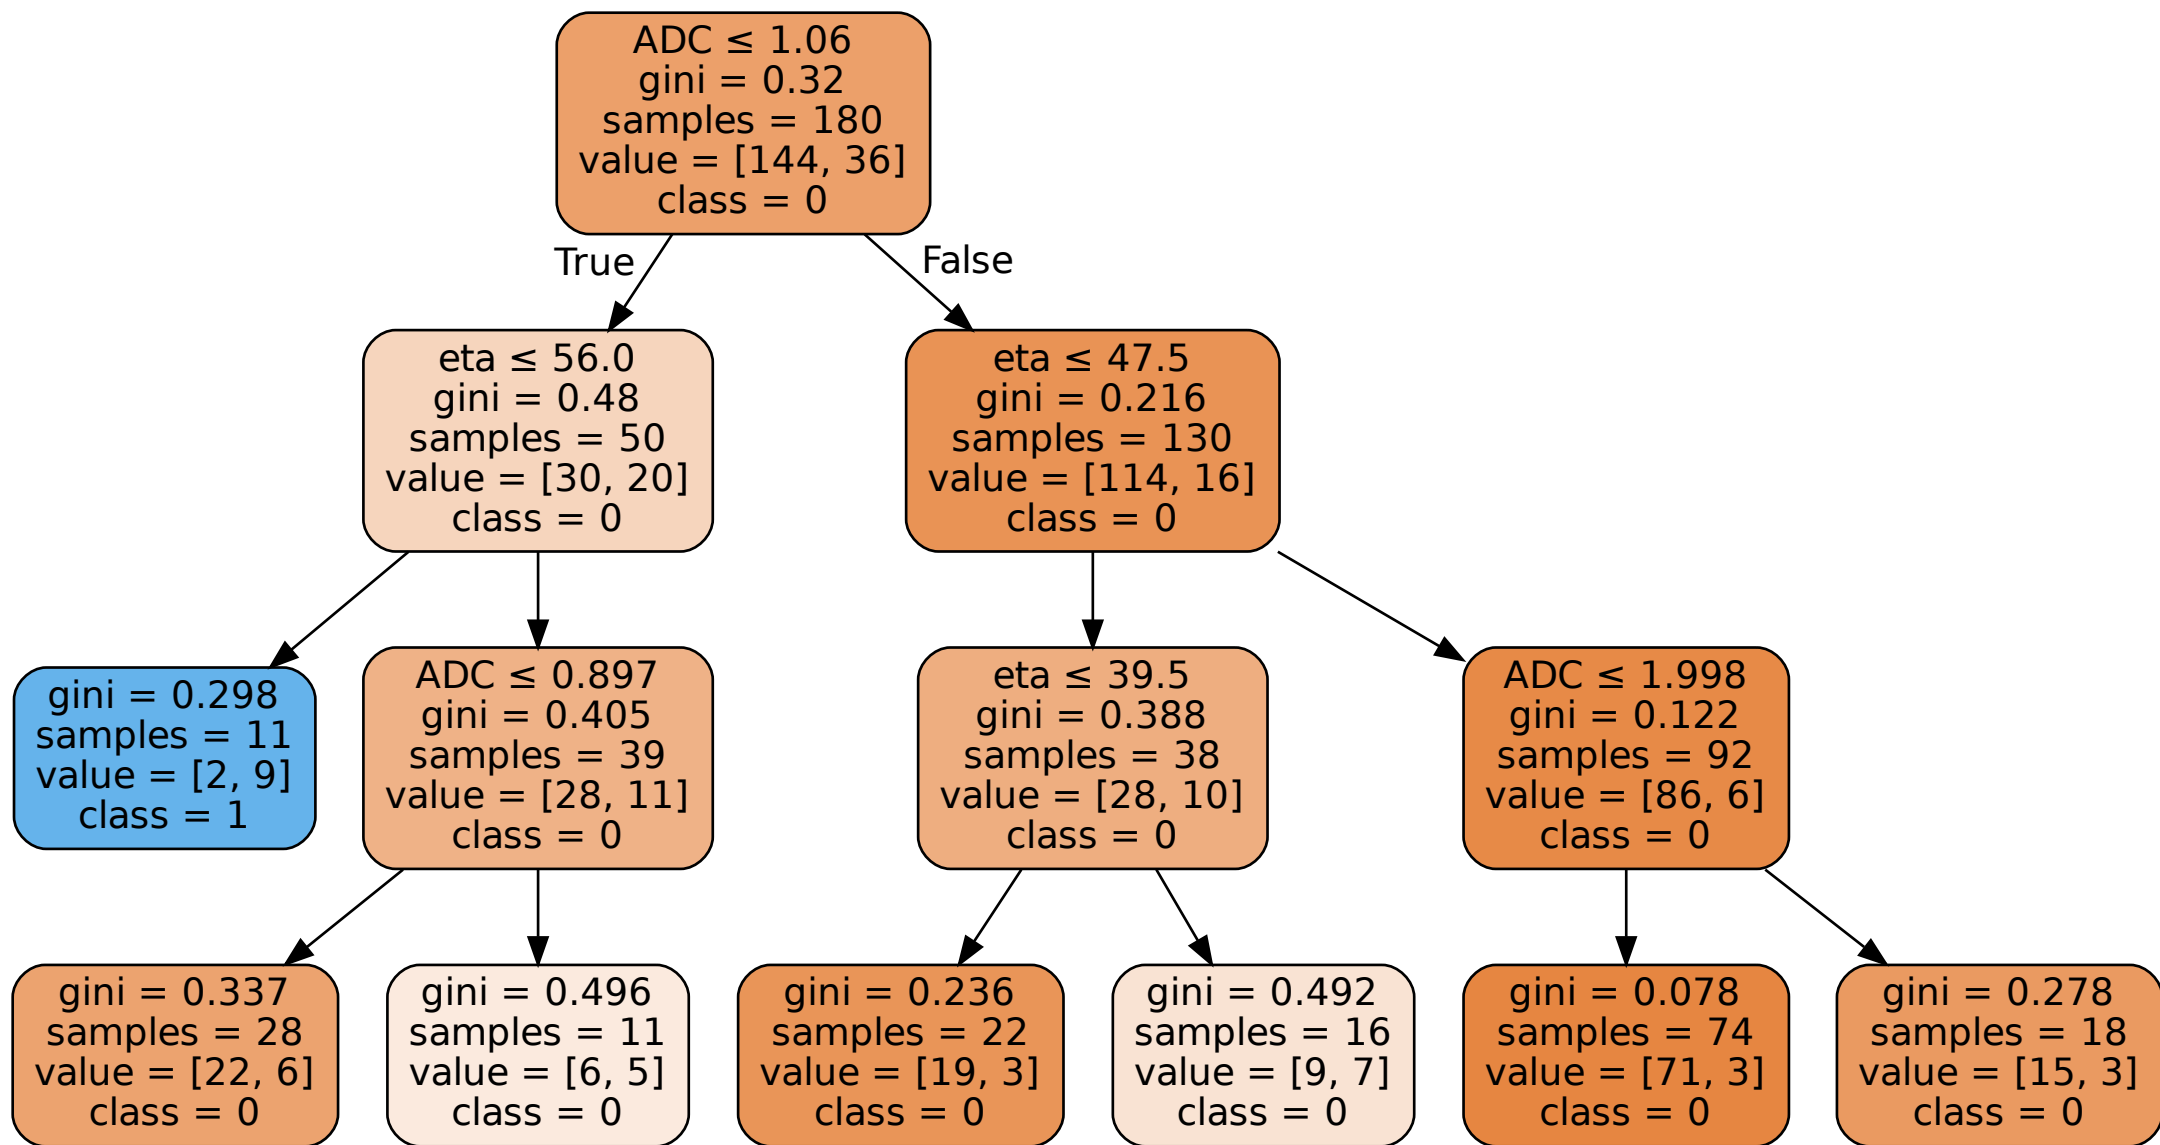 ADC ≤ 1.06
gini = 0.32
samples = 180
value = [144, 36]
class = 0
True
False
eta ≤ 56.0
gini = 0.48
samples = 50
value = [30, 20]
class = 0
eta ≤ 47.5
gini = 0.216
samples = 130
value = [114, 16]
class = 0
gini = 0.298
samples = 11
value = [2, 9]
class = 1
ADC ≤ 0.897
gini = 0.405
samples = 39
value = [28, 11]
class = 0
eta ≤ 39.5
gini = 0.388
samples = 38
value = [28, 10]
class = 0
ADC ≤ 1.998
gini = 0.122
samples = 92
value = [86, 6]
class = 0
gini = 0.337
samples = 28
value = [22, 6]
class = 0
gini = 0.496
samples = 11
value = [6, 5]
class = 0
gini = 0.236
samples = 22
value = [19, 3]
class = 0
gini = 0.492
samples = 16
value = [9, 7]
class = 0
gini = 0.078
samples = 74
value = [71, 3]
class = 0
gini = 0.278
samples = 18
value = [15, 3]
class = 0